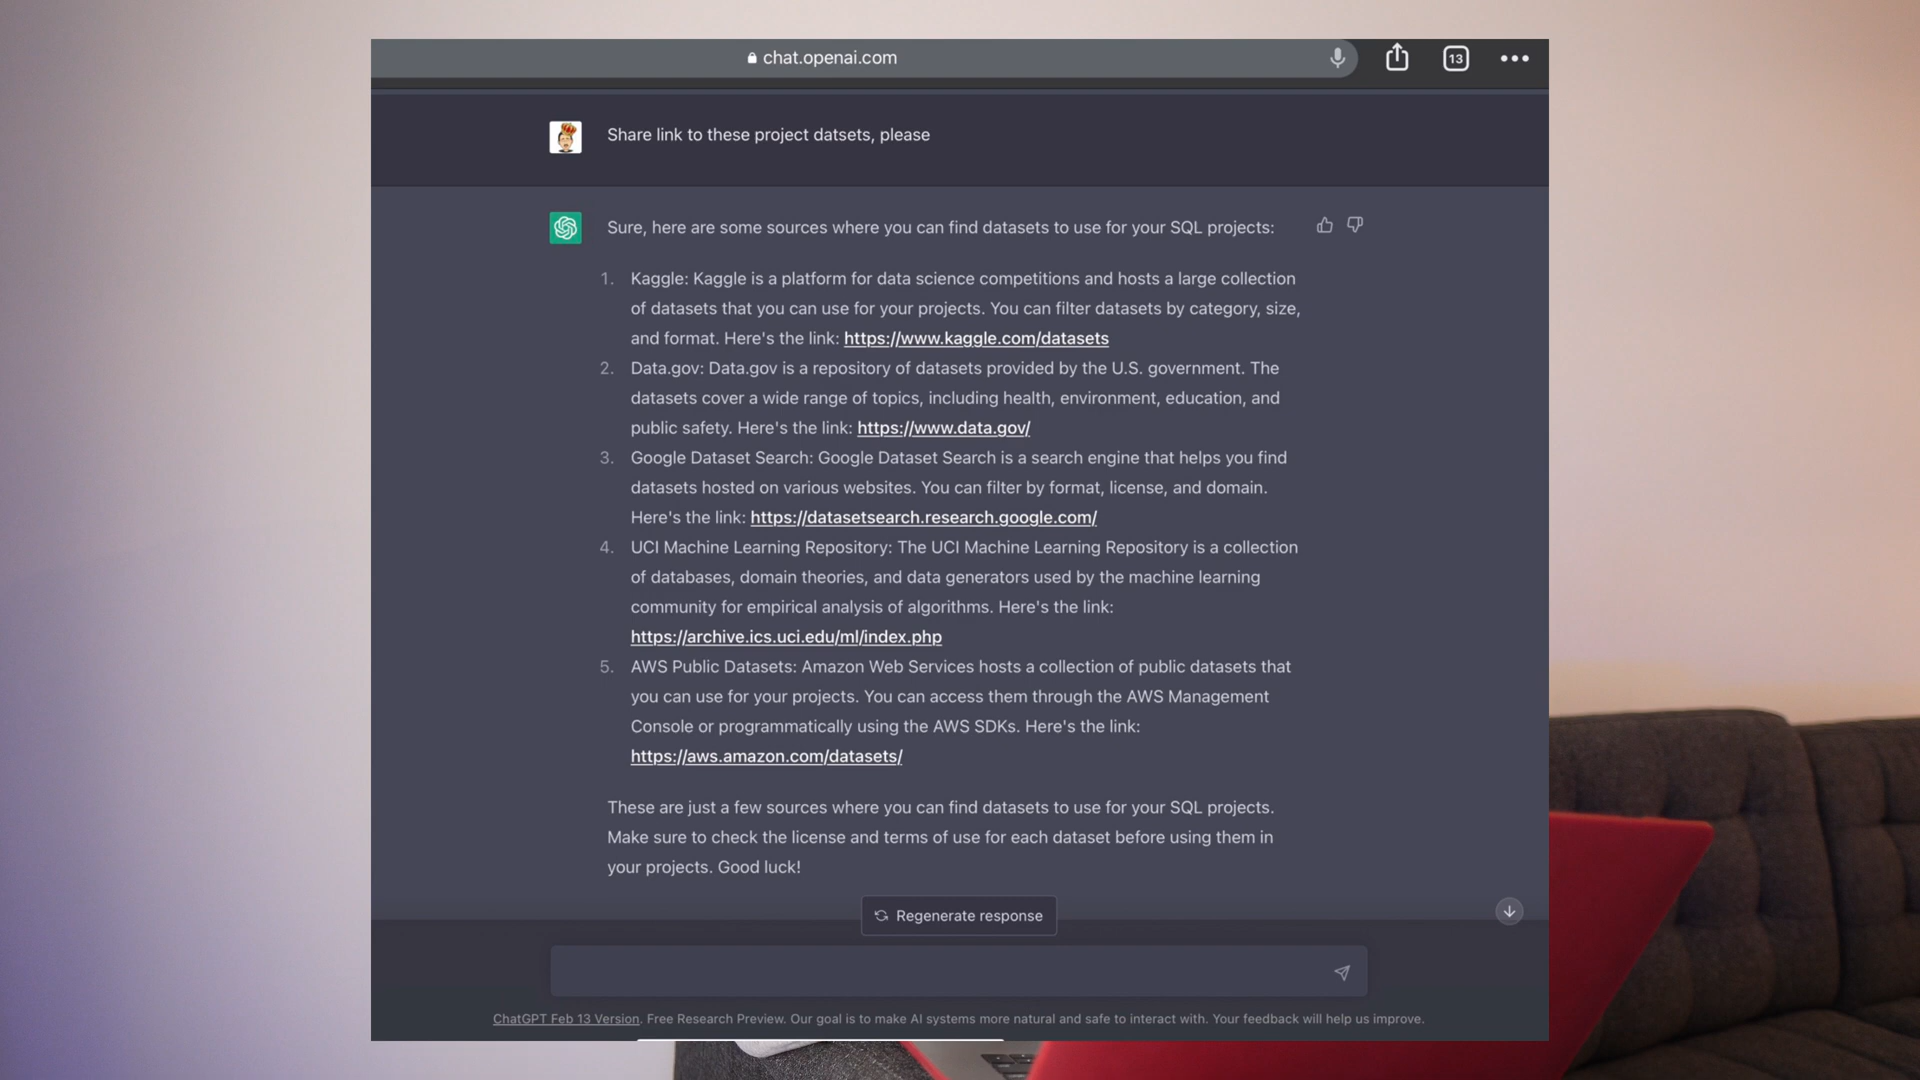 chat.openai.com
13
Share link to these project datsets, please
Sure, here are some sources where you can find datasets to use for your SQL projects:
1. Kaggle: Kaggle is a platform for data science competitions and hosts a large collection
of datasets that you can use for your projects. You can filter datasets by category, size,
and format. Here's the link: https://www.kaggle.com/datasets
2. Data.gov: Data.gov is a repository of datasets provided by the U.S. government. The
datasets cover a wide range of topics, including health, environment, education, and
public safety. Here's the link: https://www.data.gov/
3. Google Dataset Search: Google Dataset Search is a search engine that helps you find
datasets hosted on various websites. You can filter by format, license, and domain.
Here's the link: https://datasetsearch.research.google.com/
4. UCI Machine Learning Repository: The UCI Machine Learning Repository is a collection
of databases, domain theories, and data generators used by the machine learning
community for empirical analysis of algorithms. Here's the link:
https://archive.ics.uci.edu/ml/index.php
5. AWS Public Datasets: Amazon Web Services hosts a collection of public datasets that
you can use for your projects. You can access them through the AWS Management
Console or programmatically using the AWS SDKs. Here's the link:
https://aws.amazon.com/datasets/
These are just a few sources where you can find datasets to use for your SQL projects.
Make sure to check the license and terms of use for each dataset before using them in
your projects. Good luck!
Regenerate response
ChatGPT Feb 13 Version. Free Research Preview. Our goal is to make AI systems more natural and safe to interact with. Your feedback will help us improve.